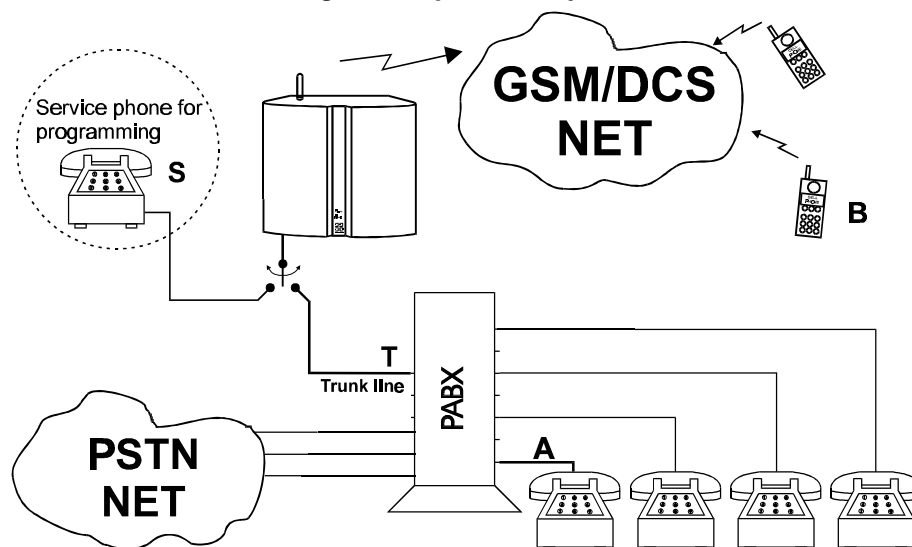 GSM/DCS
NET
Service phone for
programming
S
B
T
Trunk line
PABX
A
PSTN
NET